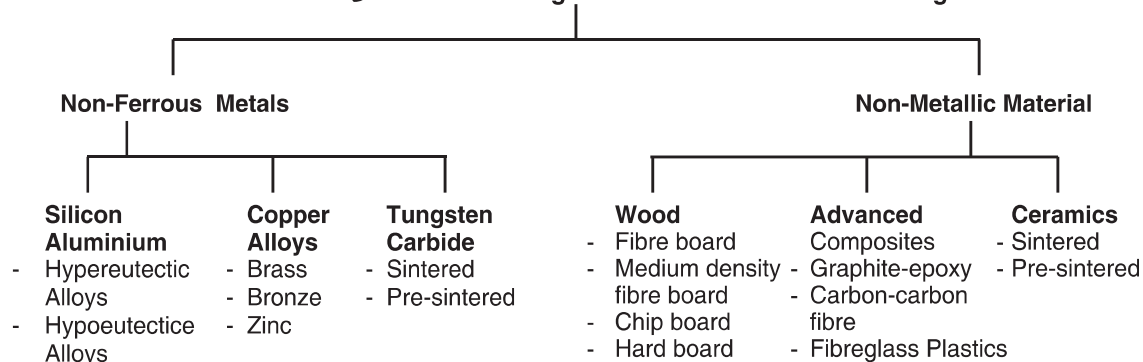 Non-Ferrous Metals
Non-Metallic Material
Silicon
Aluminium
- Hypereutectic
Alloys
- Hypoeutectice
Alloys
Copper
Alloys
- Brass
- Bronze
- Zinc
Tungsten
Carbide
- Sintered
- Pre-sintered
Wood
- Fibre board
- Medium density
fibre board
- Chip board
- Hard board
Advanced
Composites
- Graphite-epoxy
- Carbon-carbon
fibre
- Fibreglass Plastics
Ceramics
- Sintered
- Pre-sintered